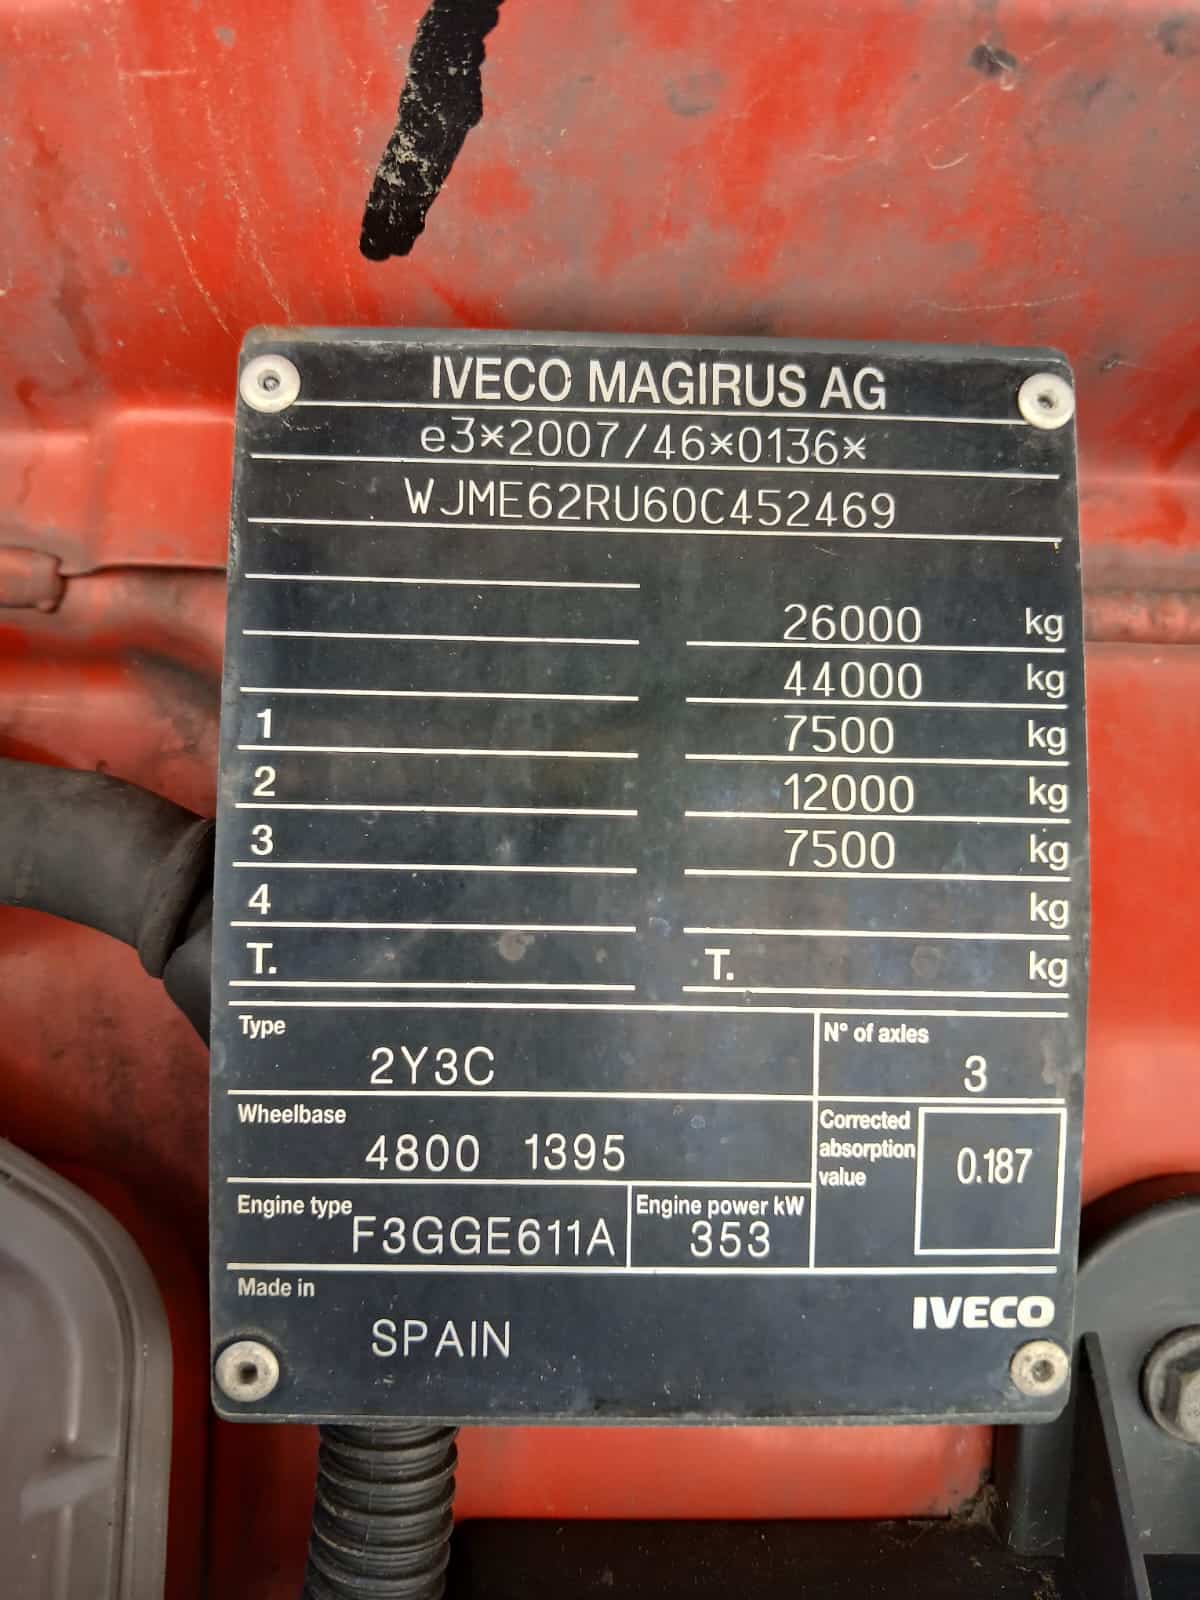 IVECO MAGIRUS AG
e3*2007/46*0136*
WJME62RU60C452469
26000 kg
44000 kg
1 7500 kg
2 12000 kg
3 7500 kg
4 kg
T. T. kg
Type 2Y3C
N° of axles 3
Wheelbase 4800 1395
Corrected absorption value 0.187
Engine type F3GGE611A
Engine power kW 353
Made in SPAIN
IVECO